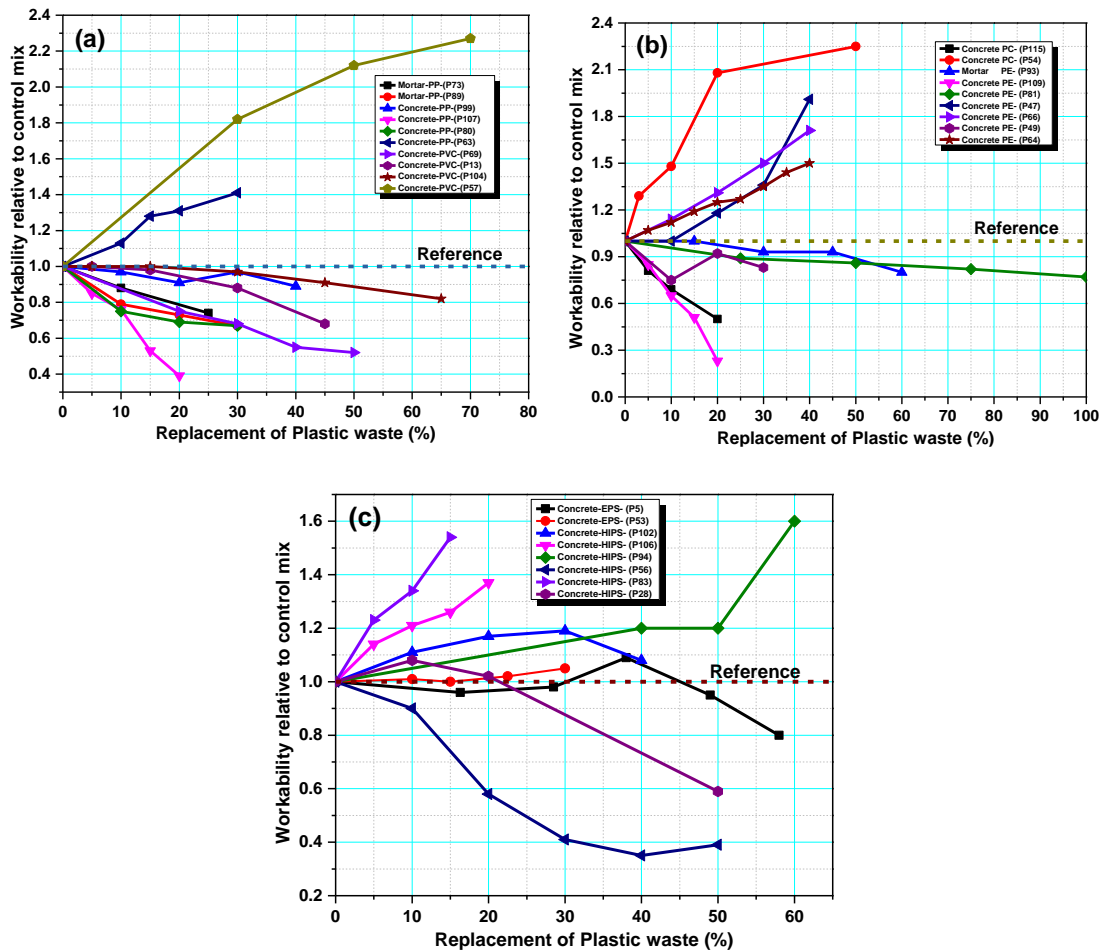 (a)
Workability relative to control mix
2.4
2.2
2.0
1.8
1.6
1.4
1.2
1.0
0.8
0.6
0.4
Mortar-PP-(P73)
Mortar-PP-(P89)
Concrete-PP-(P99)
Concrete-PP-(P107)
Concrete-PP-(P80)
Concrete-PP-(P63)
Concrete-PVC-(P69)
Concrete-PVC-(P13)
Concrete-PVC-(P104)
Concrete-PVC-(P57)
Reference
0 10 20 30 40 50 60 70 80
Replacement of Plastic waste (%)
(b)
Workability relative to control mix
2.4
2.1
1.8
1.5
1.2
0.9
0.6
0.3
0.0
Concrete PC- (P115)
Concrete PC- (P54)
Mortar PE- (P93)
Concrete PE- (P109)
Concrete PE- (P81)
Concrete PE- (P47)
Concrete PE- (P66)
Concrete PE- (P49)
Concrete PE- (P64)
Reference
0 10 20 30 40 50 60 70 80 90 100
Replacement of Plastic waste (%)
(c)
Workability relative to control mix
1.6
1.4
1.2
1.0
0.8
0.6
0.4
0.2
Concrete-EPS- (P5)
Concrete-EPS- (P53)
Concrete-HIPS- (P102)
Concrete-HIPS- (P106)
Concrete-HIPS- (P94)
Concrete-HIPS- (P56)
Concrete-HIPS- (P83)
Concrete-HIPS- (P28)
Reference
0 10 20 30 40 50 60
Replacement of Plastic waste (%)